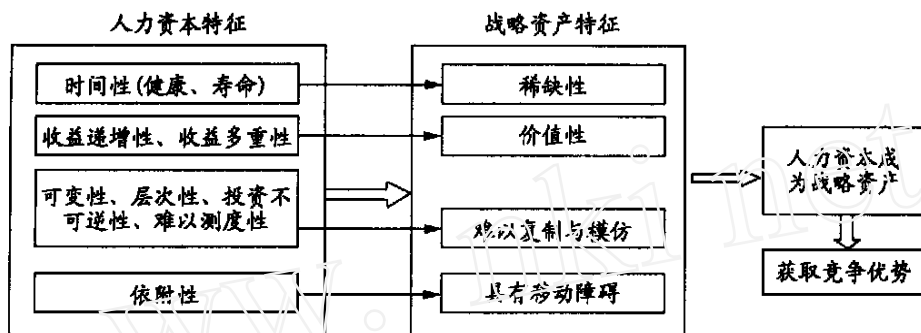 人力资本特征
战略资产特征
时间性(健康、寿命)
稀缺性
收益递增性、收益多重性
价值性
人力资本成
为战略资产
可变性、层次性、投资不
可逆性、难以测度性
难以复制与模仿
获取竞争优势
依附性
具有移动障碍
www. nki net